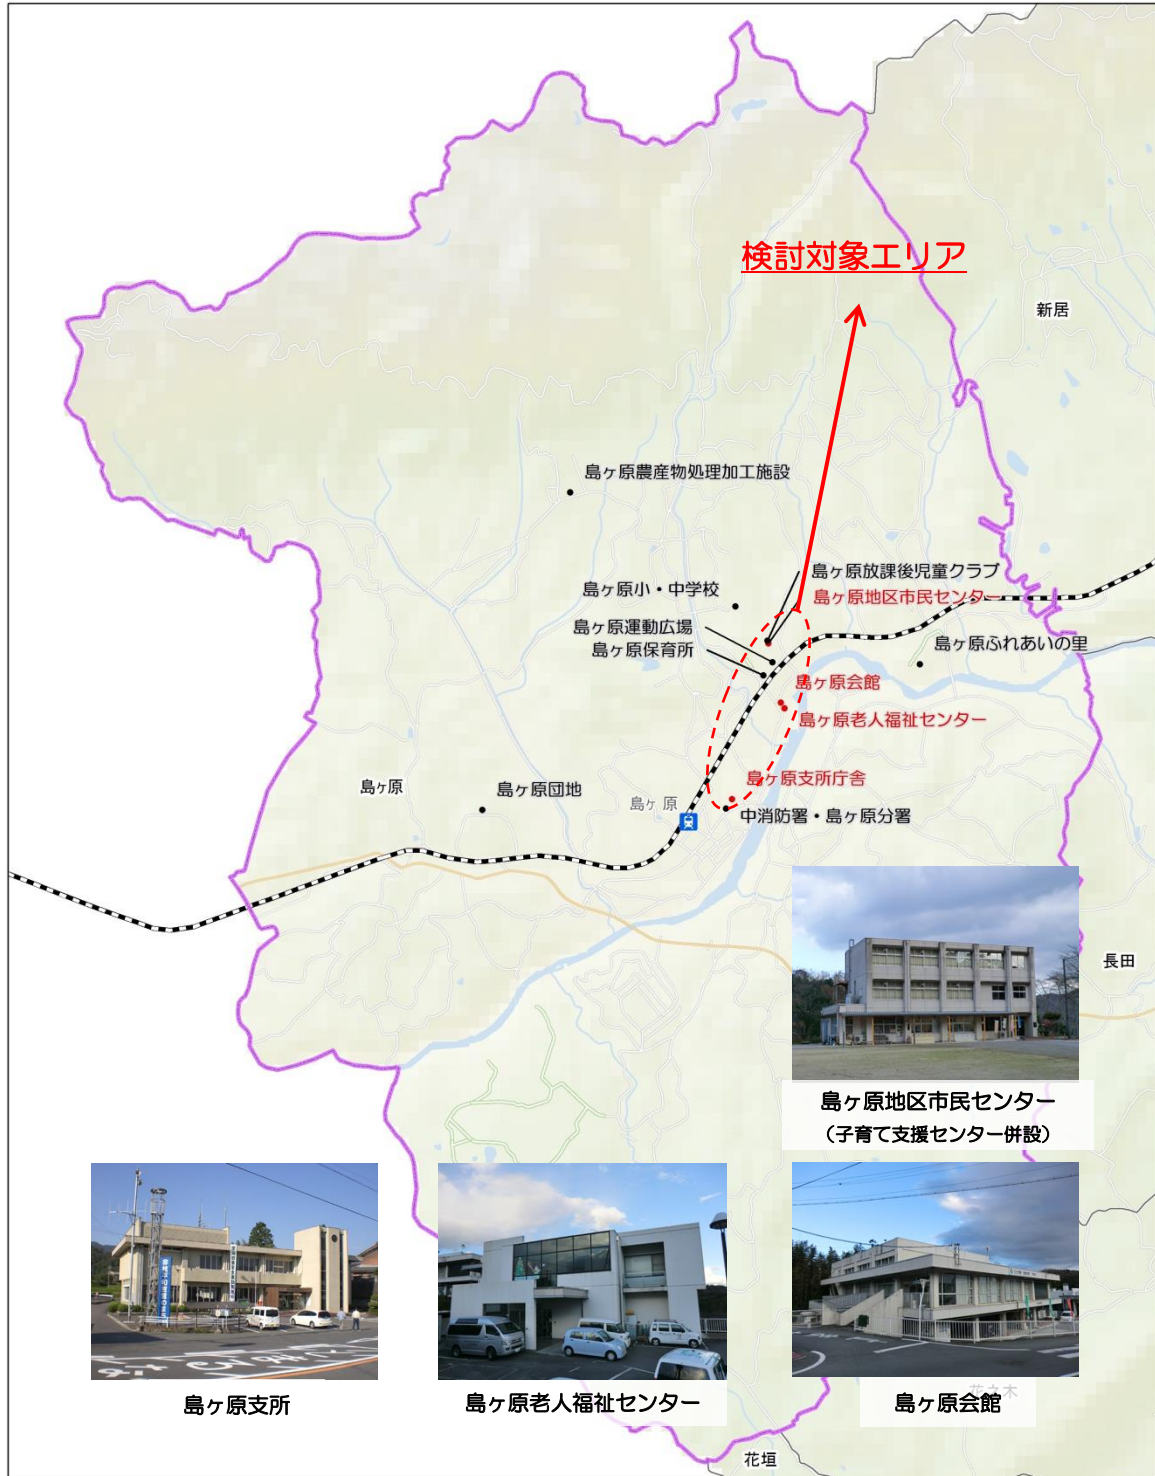 検討対象エリア
新居
島ヶ原農産物処理加工施設
島ヶ原放課後児童クラブ
島ヶ原小・中学校
島ヶ原地区市民センター
島ヶ原運動広場
島ヶ原保育所
島ヶ原ふれあいの里
島ヶ原会館
島ヶ原老人福祉センター
島ヶ原支所庁舎
島ヶ原
島ヶ原団地
島ヶ原
中消防署・島ヶ原分署
長田
島ヶ原地区市民センター
（子育て支援センター併設）
島ヶ原支所
島ヶ原老人福祉センター
花之木
島ヶ原会館
花垣